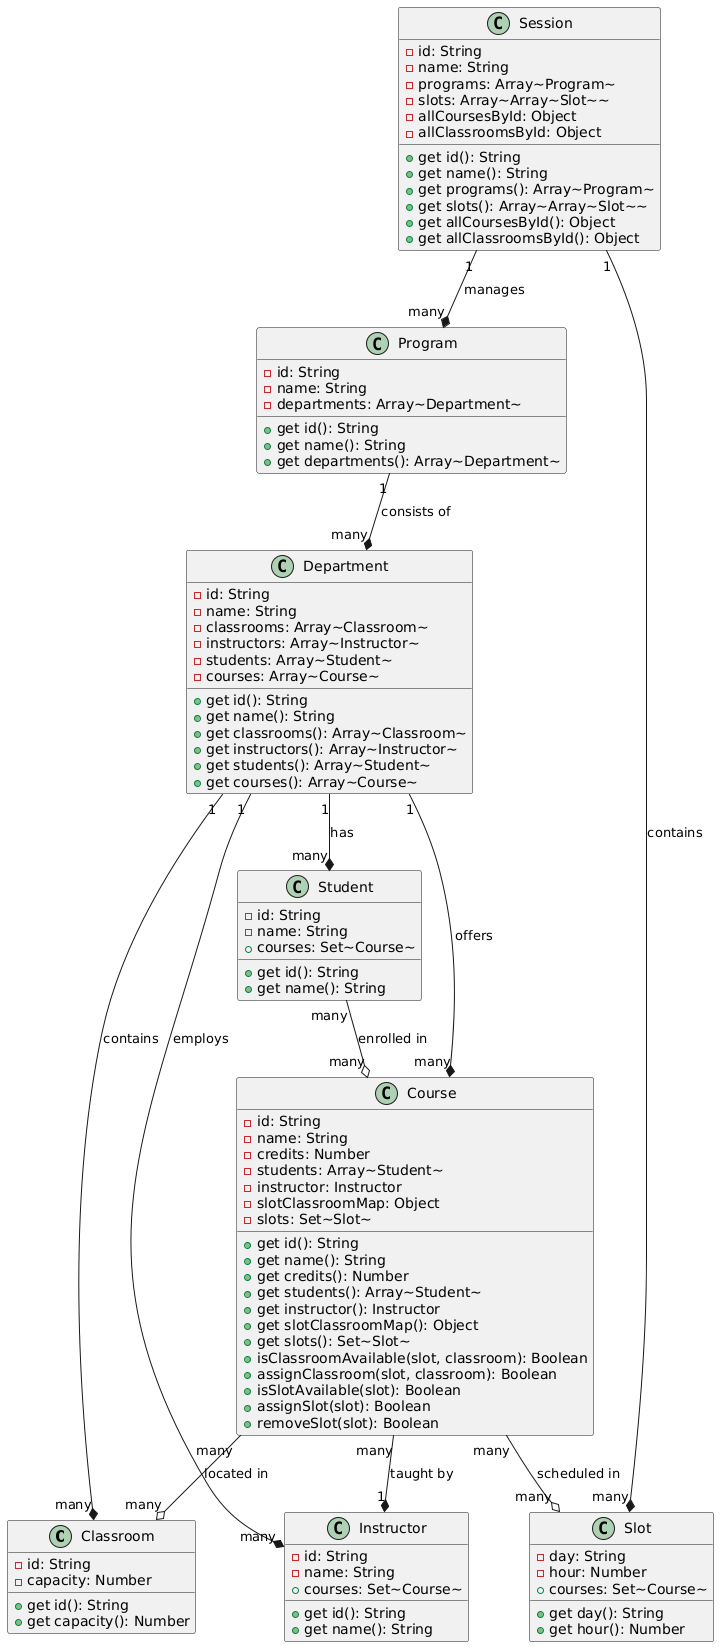 C Session
id: String
name: String
programs: Array~Program~
slots: Array~Array~Slot~~
allCoursesById: Object
allClassroomsById: Object
get id(): String
get name(): String
get programs(): Array~Program~
get slots(): Array~Array~Slot~~
get allCoursesById(): Object
get allClassroomsById(): Object
1
1
manages
many
C Program
id: String
name: String
departments: Array~Department~
get id(): String
get name(): String
get departments(): Array~Department~
1
consists of
many
C Department
id: String
name: String
classrooms: Array~Classroom~
instructors: Array~Instructor~
students: Array~Student~
courses: Array~Course~
get id(): String
get name(): String
get classrooms(): Array~Classroom~
get instructors(): Array~Instructor~
get students(): Array~Student~
get courses(): Array~Course~
1
1
1
1
has
contains
many
C Student
id: String
name: String
courses: Set~Course~
get id(): String
get name(): String
offers
many
contains
employs
enrolled in
many
many
C Course
id: String
name: String
credits: Number
students: Array~Student~
instructor: Instructor
slotClassroomMap: Object
slots: Set~Slot~
get id(): String
get name(): String
get credits(): Number
get students(): Array~Student~
get instructor(): Instructor
get slotClassroomMap(): Object
get slots(): Set~Slot~
isClassroomAvailable(slot, classroom): Boolean
assignClassroom(slot, classroom): Boolean
isSlotAvailable(slot): Boolean
assignSlot(slot): Boolean
removeSlot(slot): Boolean
many
many
many
located in
taught by
scheduled in
many
many
1
many
many
many
C Classroom
id: String
capacity: Number
get id(): String
get capacity(): Number
C Instructor
id: String
name: String
courses: Set~Course~
get id(): String
get name(): String
C Slot
day: String
hour: Number
courses: Set~Course~
get day(): String
get hour(): Number